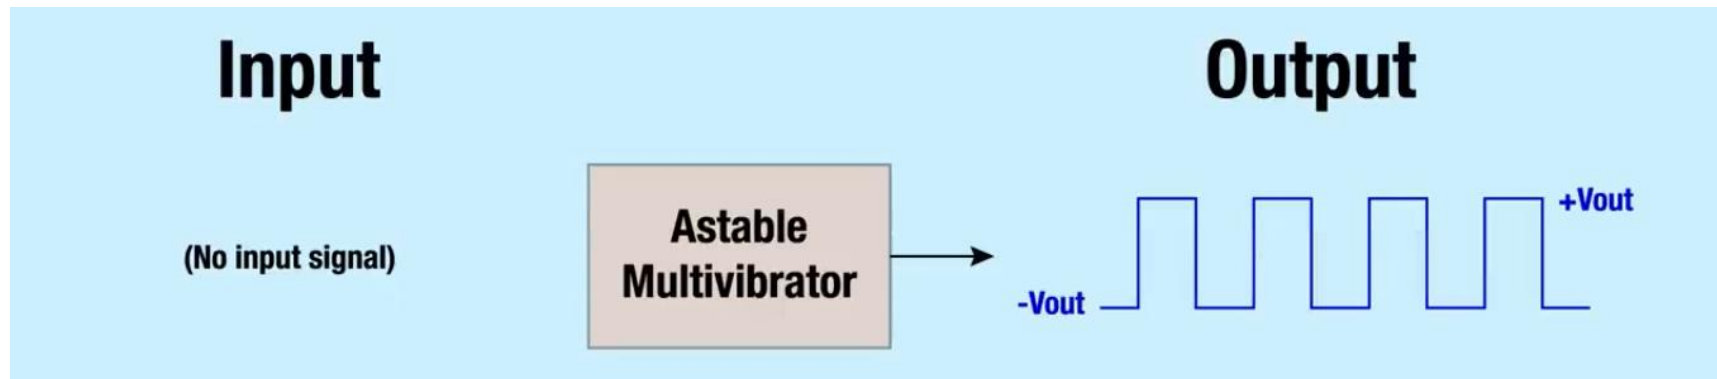 Input
Output
(No input signal)
Astable
Multivibrator
+Vout
-Vout